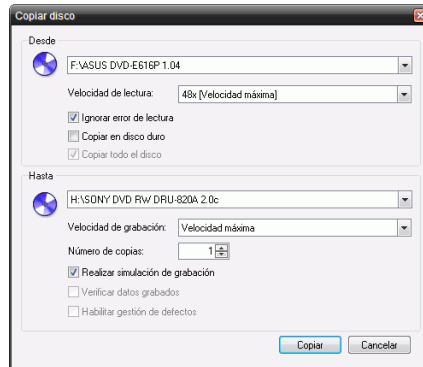 Copiar disco
Desde
F:\ASUS DVD-E616P 1.04
Velocidad de lectura:
48x [Velocidad máxima]
Ignorar error de lectura
Copiar en disco duro
Copiar todo el disco
Hasta
H:\SONY DVD RW DRU-820A 2.0c
Velocidad de grabación:
Velocidad máxima
Número de copias:
1
Realizar simulación de grabación
Verificar datos grabados
Habilitar gestión de defectos
Copiar
Cancelar